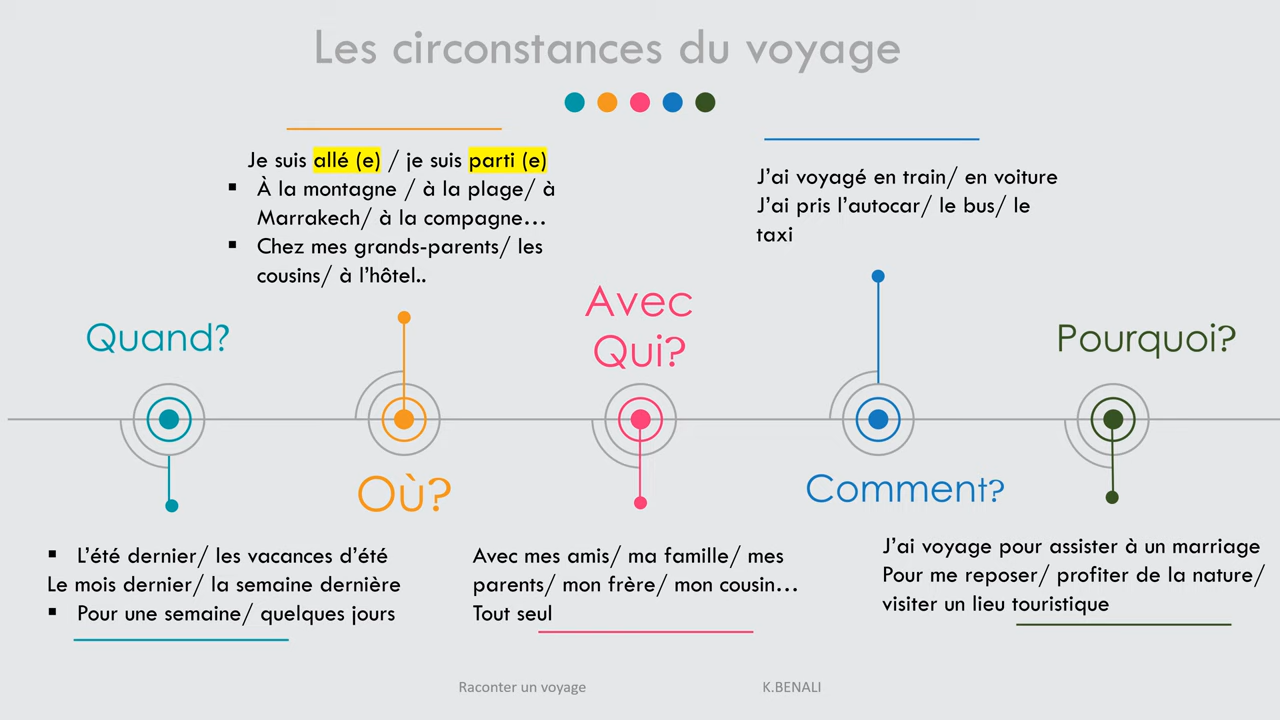 Les circonstances du voyage
Quand?
▪ L'été dernier/ les vacances d'été
Le mois dernier/ la semaine dernière
▪ Pour une semaine/ quelques jours
Je suis allé (e) / je suis parti (e)
▪ À la montagne / à la plage/ à
Marrakech/ à la compagne…
▪ Chez mes grands-parents/ les
cousins/ à l'hôtel..
Où?
Avec
Qui?
Avec mes amis/ ma famille/ mes
parents/ mon frère/ mon cousin…
Tout seul
J'ai voyagé en train/ en voiture
J'ai pris l'autocar/ le bus/ le
taxi
Comment?
Pourquoi?
J'ai voyage pour assister à un marriage
Pour me reposer/ profiter de la nature/
visiter un lieu touristique
Raconter un voyage
K.BENALI